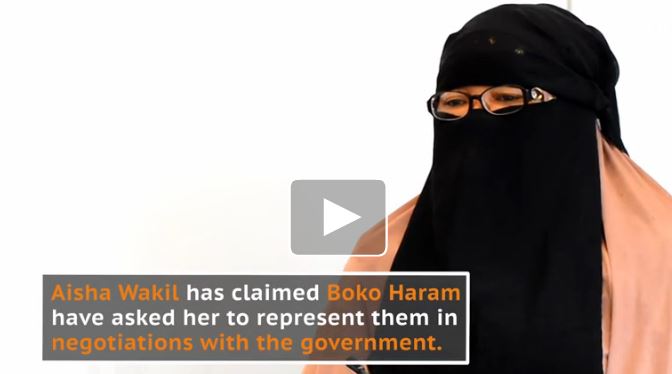 Aisha Wakil has claimed Boko Haram
have asked her to represent them in
negotiations with the government.